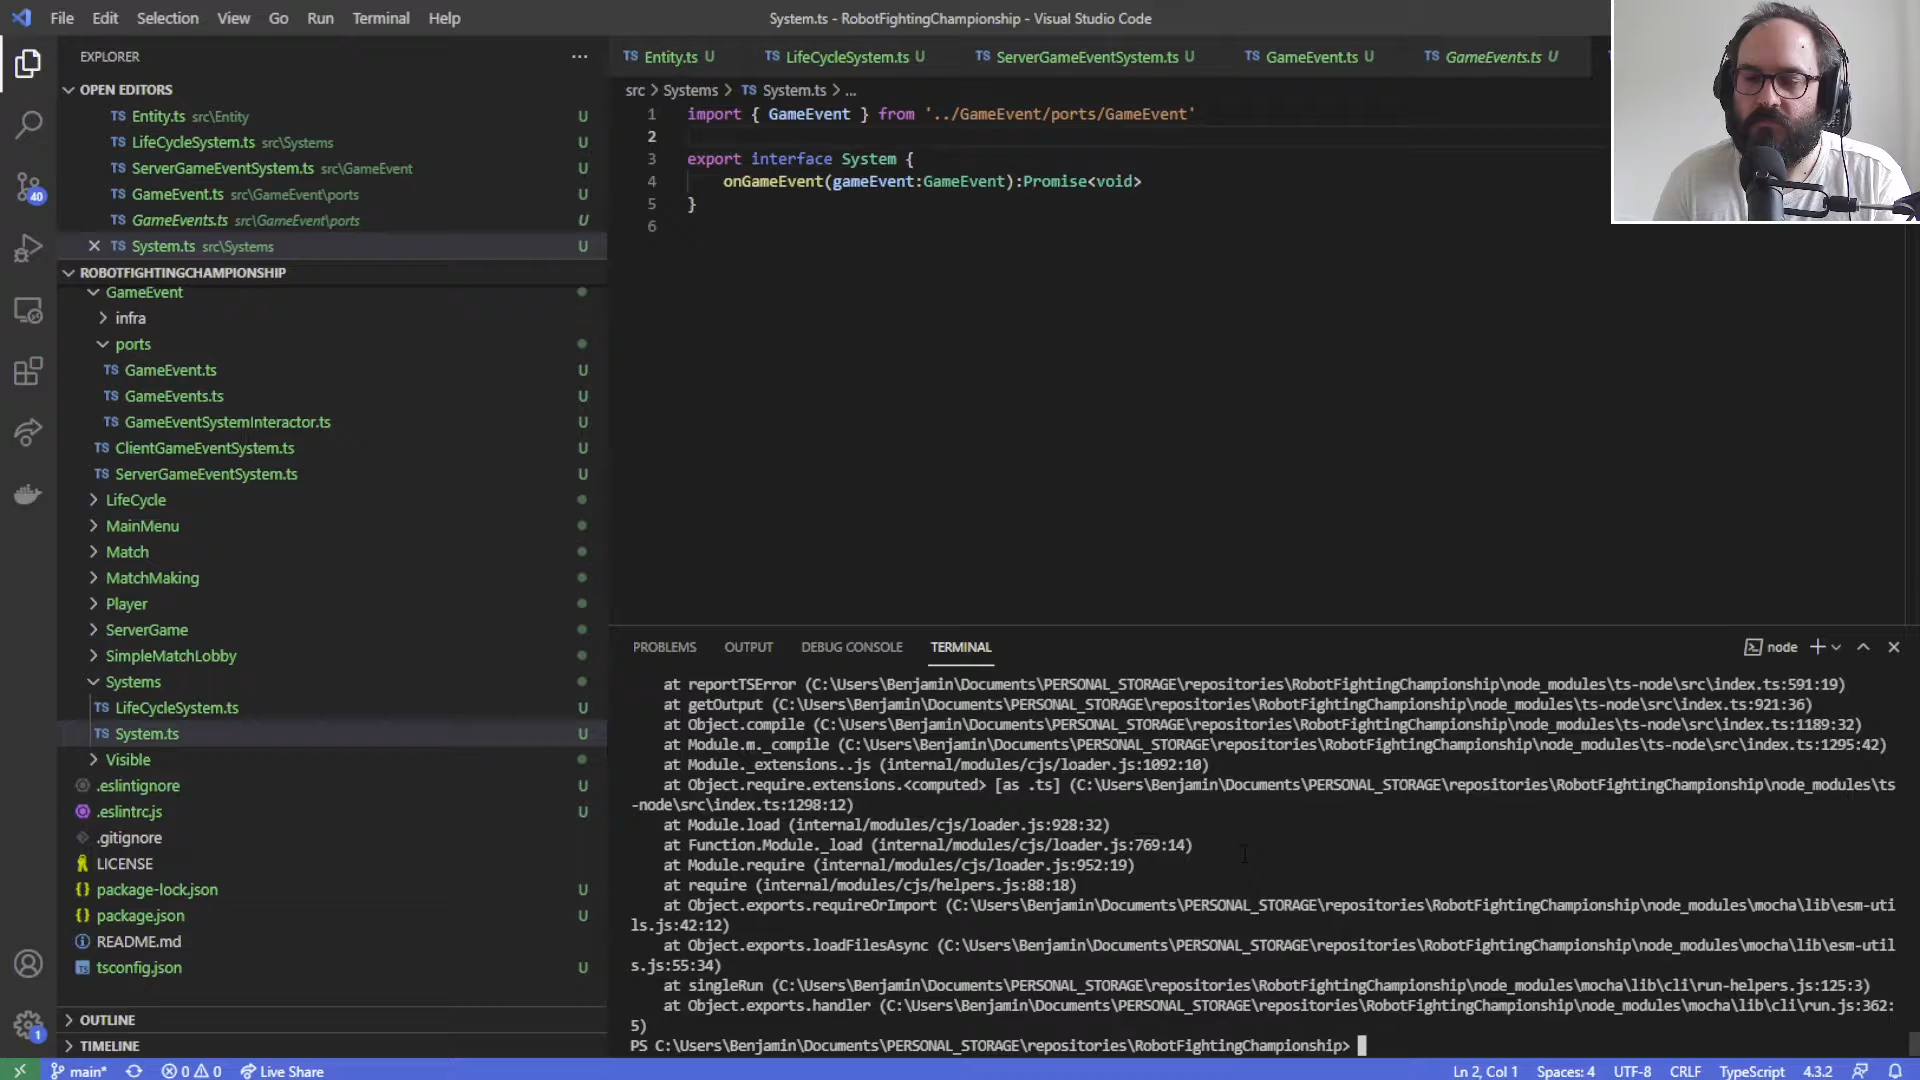 File Edit Selection View Go Run Terminal Help
System.ts - RobotFightingChampionship - Visual Studio Code
EXPLORER
OPEN EDITORS
Entity.ts src\Entity U
LifeCycleSystem.ts src\Systems U
ServerGameEventSystem.ts src\GameEvent U
GameEvent.ts src\GameEvent\ports U
GameEvents.ts src\GameEvent\ports U
System.ts src\Systems U
ROBOTFIGHTINGCHAMPIONSHIP
GameEvent
infra
ports
GameEvent.ts U
GameEvents.ts U
GameEventSystemInteractor.ts U
ClientGameEventSystem.ts U
ServerGameEventSystem.ts U
LifeCycle
MainMenu
Match
MatchMaking
Player
ServerGame
SimpleMatchLobby
Systems
LifeCycleSystem.ts U
System.ts U
Visible
.eslintignore
.eslintrc.js U
.gitignore
LICENSE
package-lock.json U
package.json U
README.md
tsconfig.json U
OUTLINE
TIMELINE
40
1
Entity.ts U
LifeCycleSystem.ts U
ServerGameEventSystem.ts U
GameEvent.ts U
GameEvents.ts U
src > Systems > TS System.ts > ...
1 import { GameEvent } from '../GameEvent/ports/GameEvent'
2
3 export interface System {
4 onGameEvent(gameEvent:GameEvent):Promise<void>
5 }
6
PROBLEMS OUTPUT DEBUG CONSOLE TERMINAL
node
at reportTSError (C:\Users\Benjamin\Documents\PERSONAL_STORAGE\repositories\RobotFightingChampionship\node_modules\ts-node\src\index.ts:591:19)
at getOutput (C:\Users\Benjamin\Documents\PERSONAL_STORAGE\repositories\RobotFightingChampionship\node_modules\ts-node\src\index.ts:921:36)
at Object.compile (C:\Users\Benjamin\Documents\PERSONAL_STORAGE\repositories\RobotFightingChampionship\node_modules\ts-node\src\index.ts:1189:32)
at Module.m._compile (C:\Users\Benjamin\Documents\PERSONAL_STORAGE\repositories\RobotFightingChampionship\node_modules\ts-node\src\index.ts:1295:42)
at Module._extensions..js (internal/modules/cjs/loader.js:1092:10)
at Object.require.extensions.<computed> [as .ts] (C:\Users\Benjamin\Documents\PERSONAL_STORAGE\repositories\RobotFightingChampionship\node_modules\ts
-node\src\index.ts:1298:12)
at Module.load (internal/modules/cjs/loader.js:928:32)
at Function.Module._load (internal/modules/cjs/loader.js:769:14)
at Module.require (internal/modules/cjs/loader.js:952:19)
at require (internal/modules/cjs/helpers.js:88:18)
at Object.exports.requireOrImport (C:\Users\Benjamin\Documents\PERSONAL_STORAGE\repositories\RobotFightingChampionship\node_modules\mocha\lib\esm-uti
ls.js:42:12)
at Object.exports.loadFilesAsync (C:\Users\Benjamin\Documents\PERSONAL_STORAGE\repositories\RobotFightingChampionship\node_modules\mocha\lib\esm-util
s.js:55:34)
at singleRun (C:\Users\Benjamin\Documents\PERSONAL_STORAGE\repositories\RobotFightingChampionship\node_modules\mocha\lib\cli\run-helpers.js:125:3)
at Object.exports.handler (C:\Users\Benjamin\Documents\PERSONAL_STORAGE\repositories\RobotFightingChampionship\node_modules\mocha\lib\cli\run.js:362:
5)
PS C:\Users\Benjamin\Documents\PERSONAL_STORAGE\repositories\RobotFightingChampionship>
main* 0 0 Live Share
Ln 2, Col 1 Spaces: 4 UTF-8 CRLF TypeScript 4.3.2